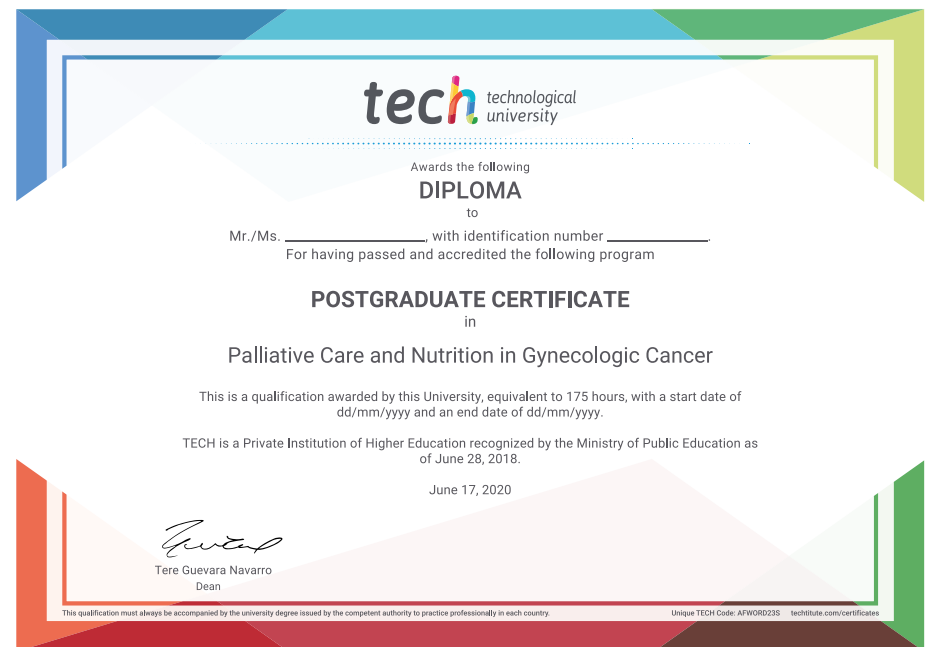 tech technological
university
Awards the following
DIPLOMA
to
Mr./Ms. ____________________, with identification number ______________.
For having passed and accredited the following program
POSTGRADUATE CERTIFICATE
in
Palliative Care and Nutrition in Gynecologic Cancer
This is a qualification awarded by this University, equivalent to 175 hours, with a start date of
dd/mm/yyyy and an end date of dd/mm/yyyy.
TECH is a Private Institution of Higher Education recognized by the Ministry of Public Education as
of June 28, 2018.
June 17, 2020
Tere Guevara Navarro
Dean
This qualification must always be accompanied by the university degree issued by the competent authority to practice professionally in each country.
Unique TECH Code: AFWORD23S techtitute.com/certificates